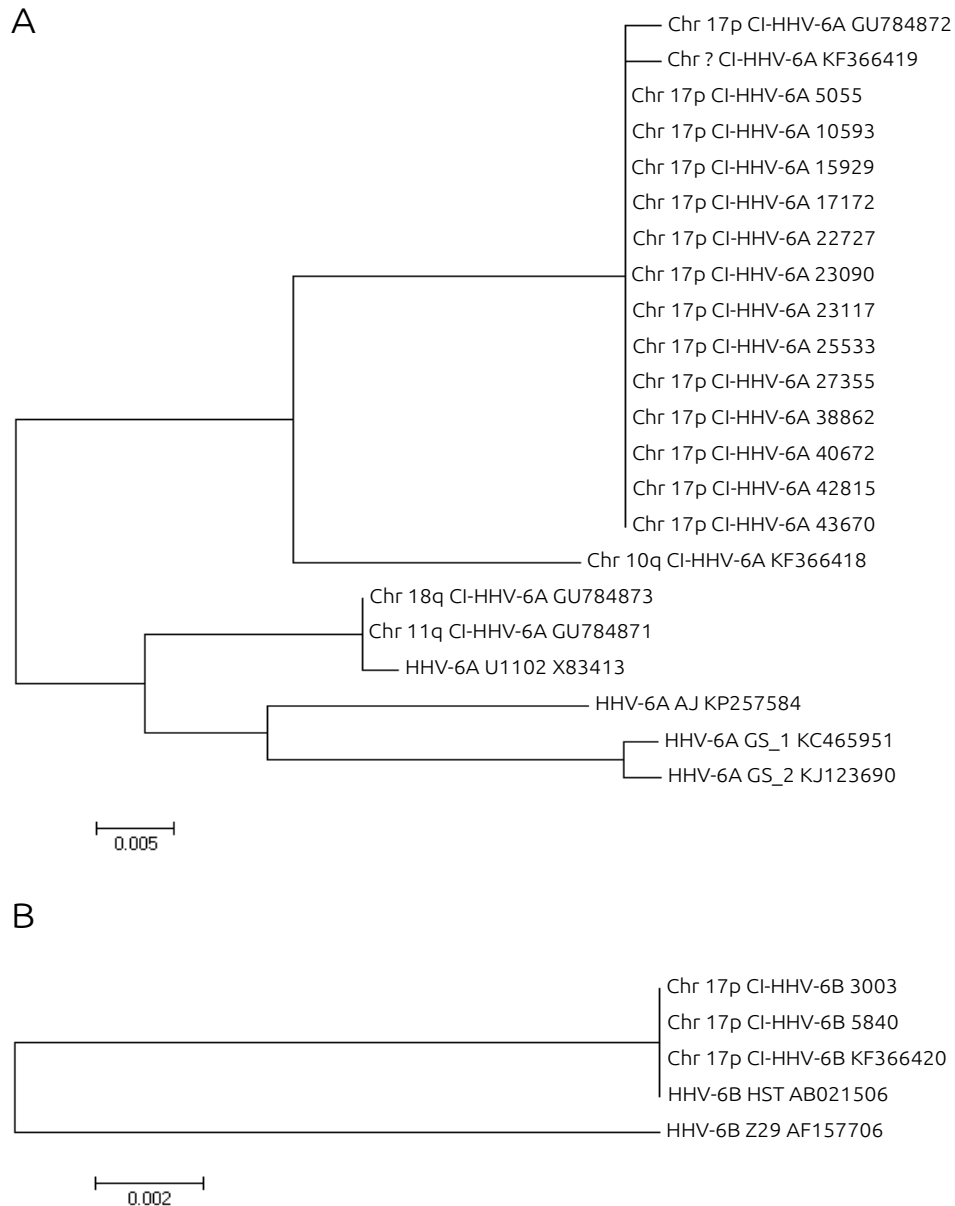 A
Chr 17p CI-HHV-6A GU784872
Chr ? CI-HHV-6A KF366419
Chr 17p CI-HHV-6A 5055
Chr 17p CI-HHV-6A 10593
Chr 17p CI-HHV-6A 15929
Chr 17p CI-HHV-6A 17172
Chr 17p CI-HHV-6A 22727
Chr 17p CI-HHV-6A 23090
Chr 17p CI-HHV-6A 23117
Chr 17p CI-HHV-6A 25533
Chr 17p CI-HHV-6A 27355
Chr 17p CI-HHV-6A 38862
Chr 17p CI-HHV-6A 40672
Chr 17p CI-HHV-6A 42815
Chr 17p CI-HHV-6A 43670
Chr 10q CI-HHV-6A KF366418
Chr 18q CI-HHV-6A GU784873
Chr 11q CI-HHV-6A GU784871
HHV-6A U1102 X83413
HHV-6A AJ KP257584
HHV-6A GS_1 KC465951
HHV-6A GS_2 KJ123690
0.005
B
Chr 17p CI-HHV-6B 3003
Chr 17p CI-HHV-6B 5840
Chr 17p CI-HHV-6B KF366420
HHV-6B HST AB021506
HHV-6B Z29 AF157706
0.002